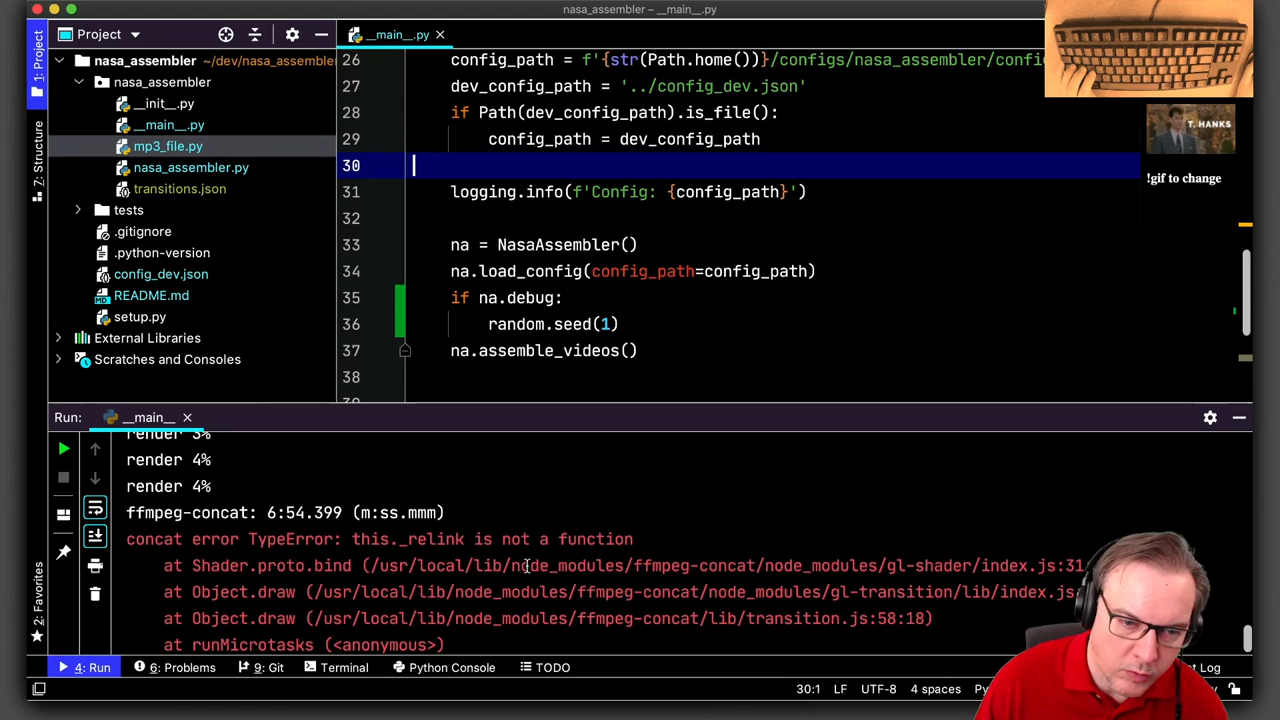 nasa_assembler – __main__.py
Project
__main__.py
1: Project
7: Structure
2: Favorites
nasa_assembler ~/dev/nasa_assembler
nasa_assembler
__init__.py
__main__.py
mp3_file.py
nasa_assembler.py
transitions.json
tests
.gitignore
.python-version
config_dev.json
README.md
setup.py
External Libraries
Scratches and Consoles
26 config_path = f'{str(Path.home())}/configs/nasa_assembler/confi
27 dev_config_path = '../config_dev.json'
28 if Path(dev_config_path).is_file():
29 config_path = dev_config_path
30
31 logging.info(f'Config: {config_path}')
32
33 na = NasaAssembler()
34 na.load_config(config_path=config_path)
35 if na.debug:
36 random.seed(1)
37 na.assemble_videos()
38
T. HANKS
!gif to change
Run: __main__
render 3%
render 4%
render 4%
ffmpeg-concat: 6:54.399 (m:ss.mmm)
concat error TypeError: this._relink is not a function
at Shader.proto.bind (/usr/local/lib/node_modules/ffmpeg-concat/node_modules/gl-shader/index.js:31
at Object.draw (/usr/local/lib/node_modules/ffmpeg-concat/node_modules/gl-transition/lib/index.js
at Object.draw (/usr/local/lib/node_modules/ffmpeg-concat/lib/transition.js:58:18)
at runMicrotasks (<anonymous>)
4: Run 6: Problems 9: Git Terminal Python Console TODO Log
30:1 LF UTF-8 4 spaces